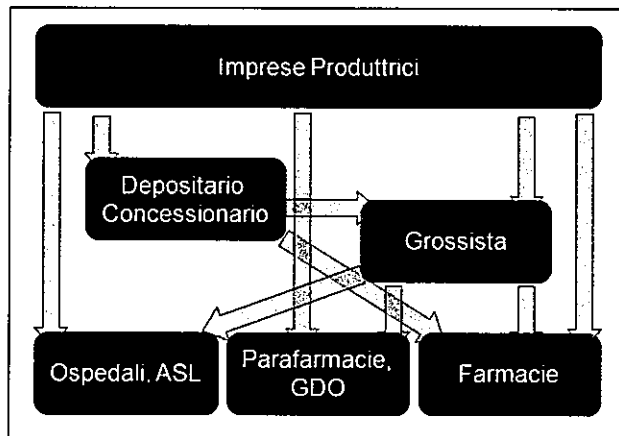 Imprese Produttrici
Depositario
Concessionario
Grossista
Ospedali, ASL
Parafarmacie,
GDO
Farmacie